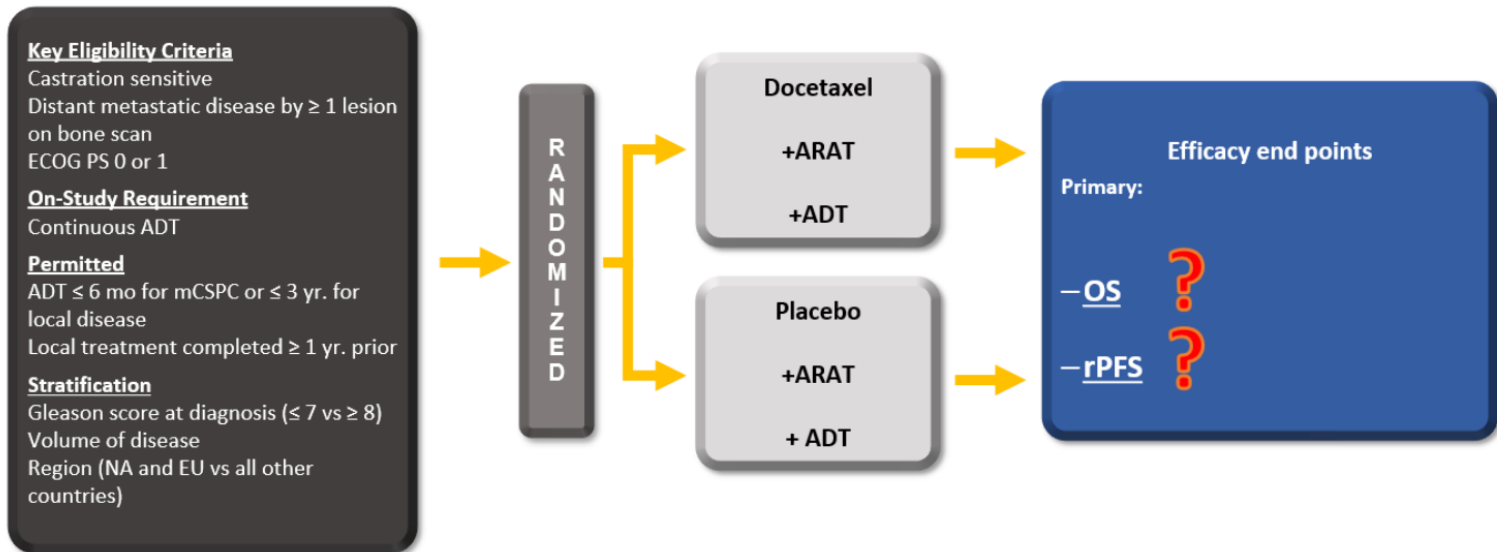 Key Eligibility Criteria
Castration sensitive
Distant metastatic disease by ≥ 1 lesion
on bone scan
ECOG PS 0 or 1
On-Study Requirement
Continuous ADT
Permitted
ADT ≤ 6 mo for mCSPC or ≤ 3 yr. for
local disease
Local treatment completed ≥ 1 yr. prior
Stratification
Gleason score at diagnosis (≤ 7 vs ≥ 8)
Volume of disease
Region (NA and EU vs all other
countries)
RANDOMIZED
Docetaxel
+ARAT
+ADT
Placebo
+ARAT
+ ADT
Efficacy end points
Primary:
– OS ?
– rPFS ?